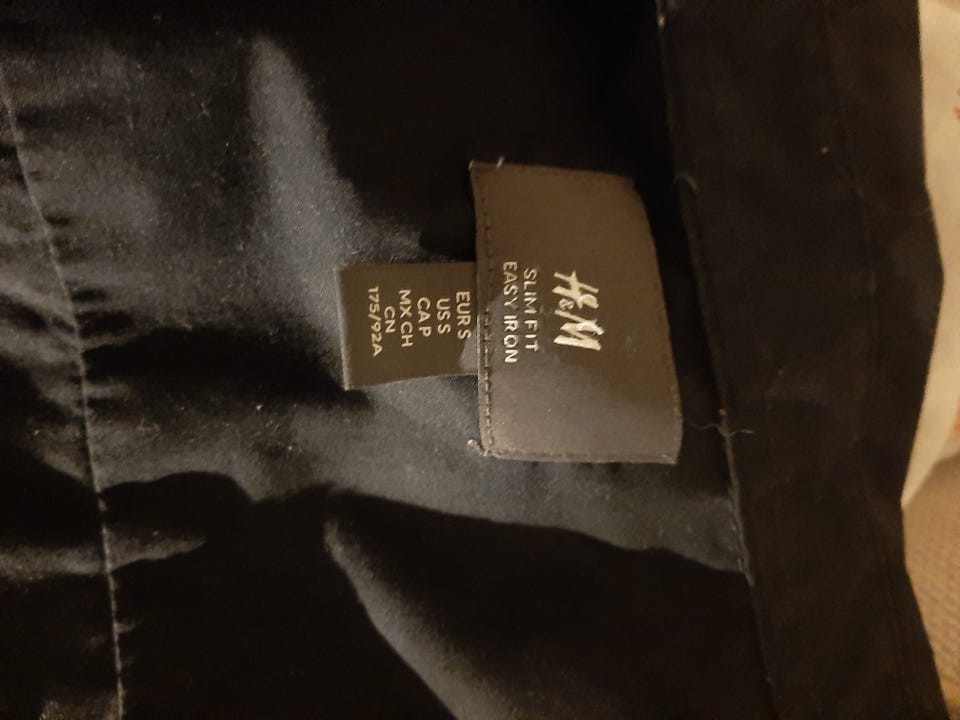 H&M
SLIM FIT
EASY IRON
EUR S
US S
CA P
MX CH
CN
175/92A